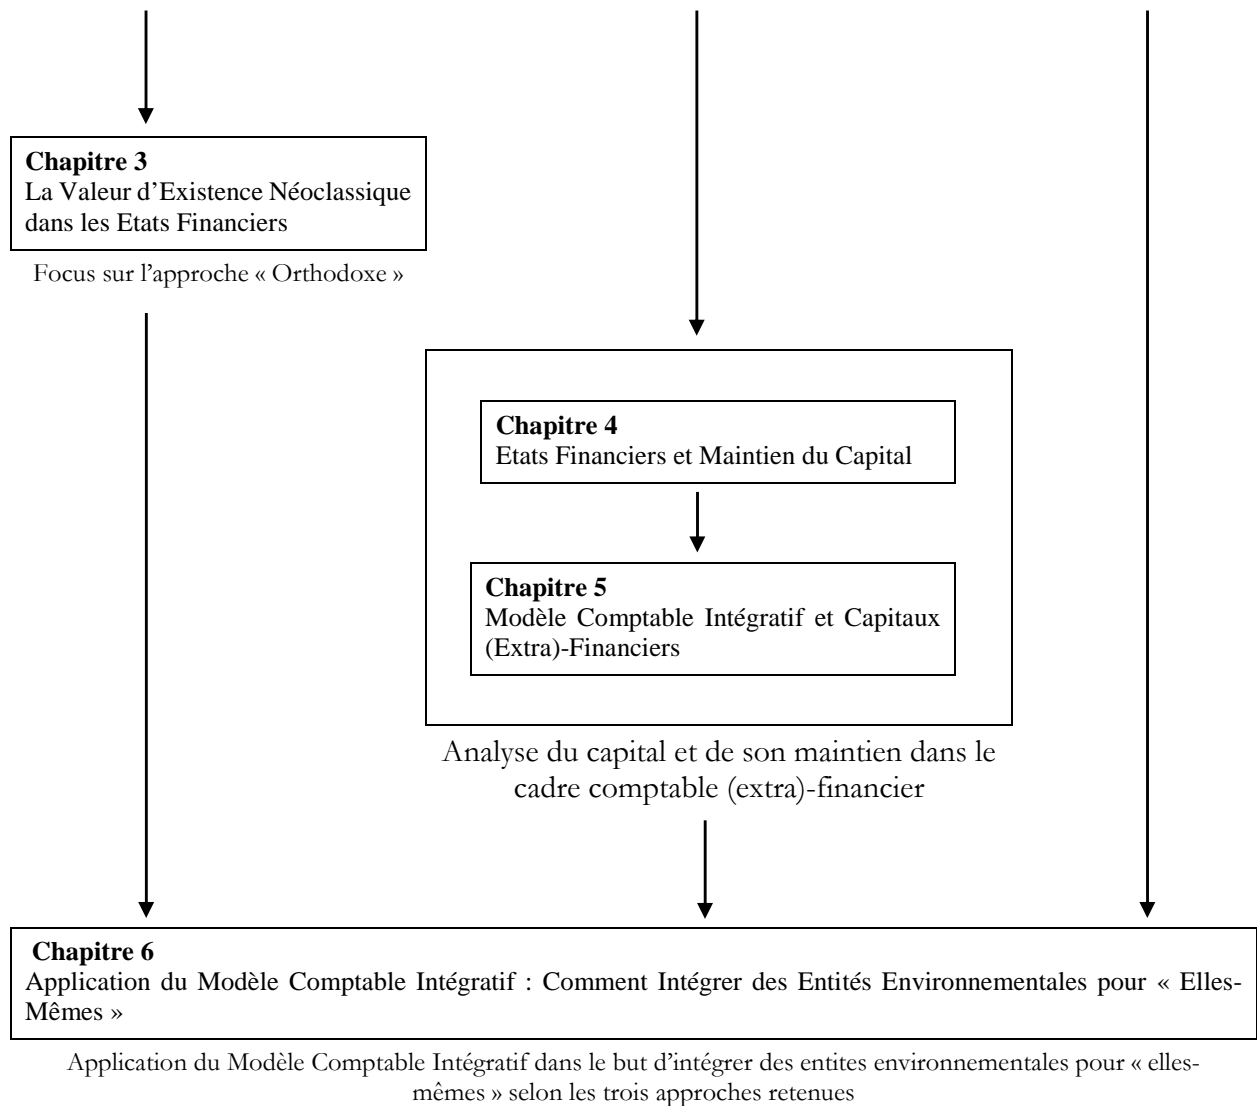 Chapitre 3
La Valeur d’Existence Néoclassique
dans les Etats Financiers
Focus sur l’approche « Orthodoxe »
Chapitre 4
Etats Financiers et Maintien du Capital
Chapitre 5
Modèle Comptable Intégratif et Capitaux
(Extra)-Financiers
Analyse du capital et de son maintien dans le
cadre comptable (extra)-financier
Chapitre 6
Application du Modèle Comptable Intégratif : Comment Intégrer des Entités Environnementales pour « Elles-
Mêmes »
Application du Modèle Comptable Intégratif dans le but d’intégrer des entites environnementales pour « elles-
mêmes » selon les trois approches retenues